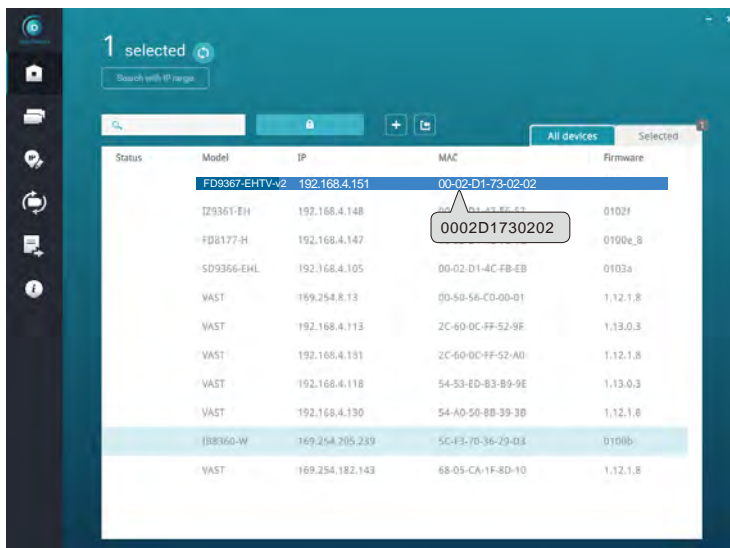 1 selected
Search with IP range
All devices Selected 1
Status Model IP MAC Firmware
FD9367-EHTV-v2 192.168.4.151 00-02-D1-73-02-02
IZ9361-EH 192.168.4.148 0102f
0002D1730202
FD8177-H 192.168.4.147 0100e_8
SD9366-EHL 192.168.4.105 00-02-D1-4C-FB-EB 0103a
VAST 169.254.8.13 00-50-56-C0-00-01 1.12.1.8
VAST 192.168.4.113 2C-60-0C-FF-52-9F 1.13.0.3
VAST 192.168.4.131 2C-60-0C-FF-52-A0 1.12.1.8
VAST 192.168.4.118 54-53-ED-B3-B9-9E 1.13.0.3
VAST 192.168.4.130 54-A0-50-8B-39-3B 1.12.1.8
IB8360-W 169.254.205.239 5C-F3-70-36-29-D3 0100b
VAST 169.254.182.143 68-05-CA-1F-8D-10 1.12.1.8